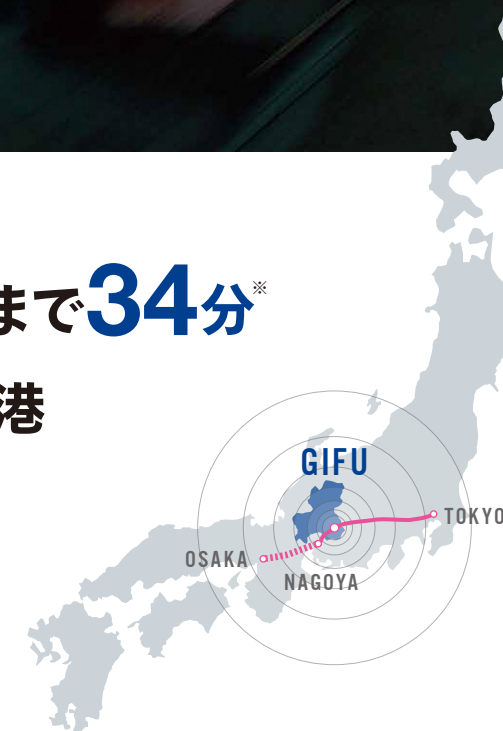 まで34分※
港
GIFU
TOKYO
OSAKA
NAGOYA